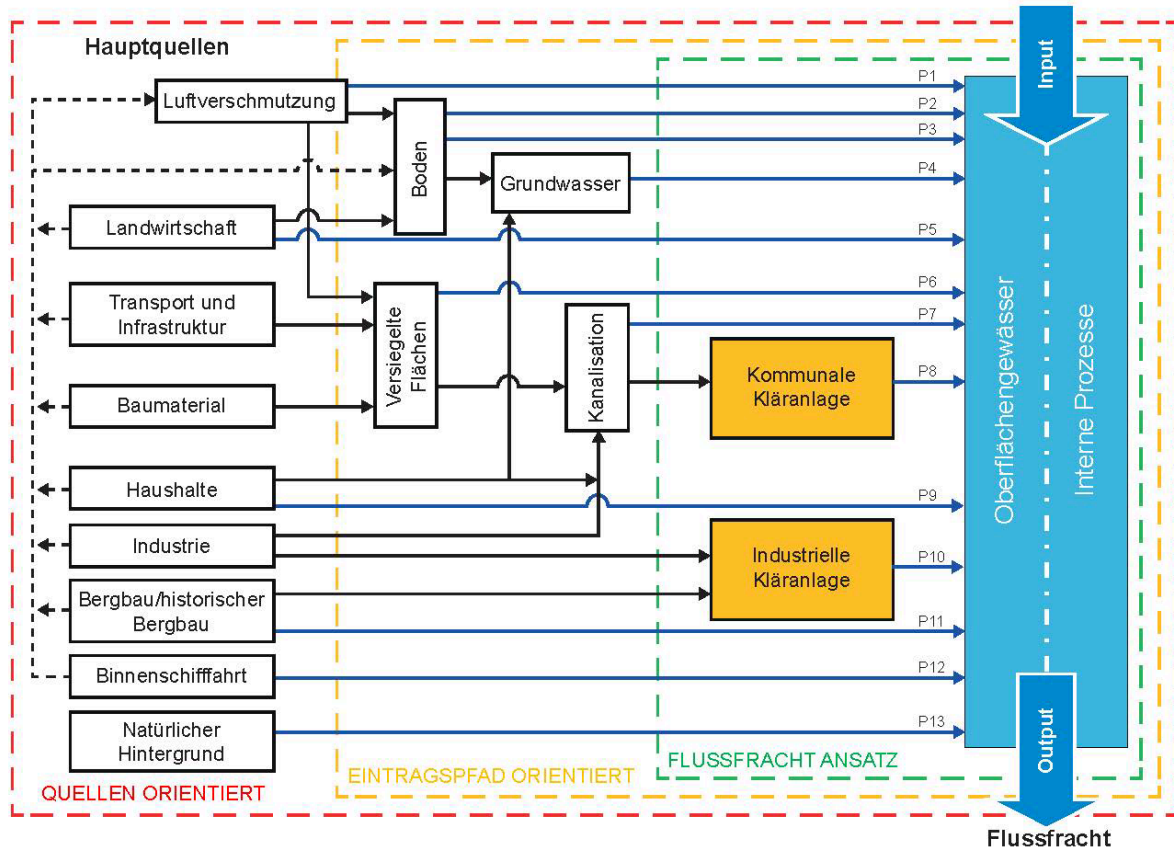 Hauptquellen
Luftverschmutzung
Landwirtschaft
Transport und
Infrastruktur
Baumaterial
Haushalte
Industrie
Bergbau/historischer
Bergbau
Binnenschifffahrt
Natürlicher
Hintergrund
QUELLEN ORIENTIERT
Boden
Grundwasser
Versiegelte
Flächen
Kanalisation
EINTRAGSPFAD ORIENTIERT
Kommunale
Kläranlage
Industrielle
Kläranlage
FLUSSFRACHT ANSATZ
P1
P2
P3
P4
P5
P6
P7
P8
P9
P10
P11
P12
P13
Input
Oberflächengewässer
Interne Prozesse
Output
Flussfracht